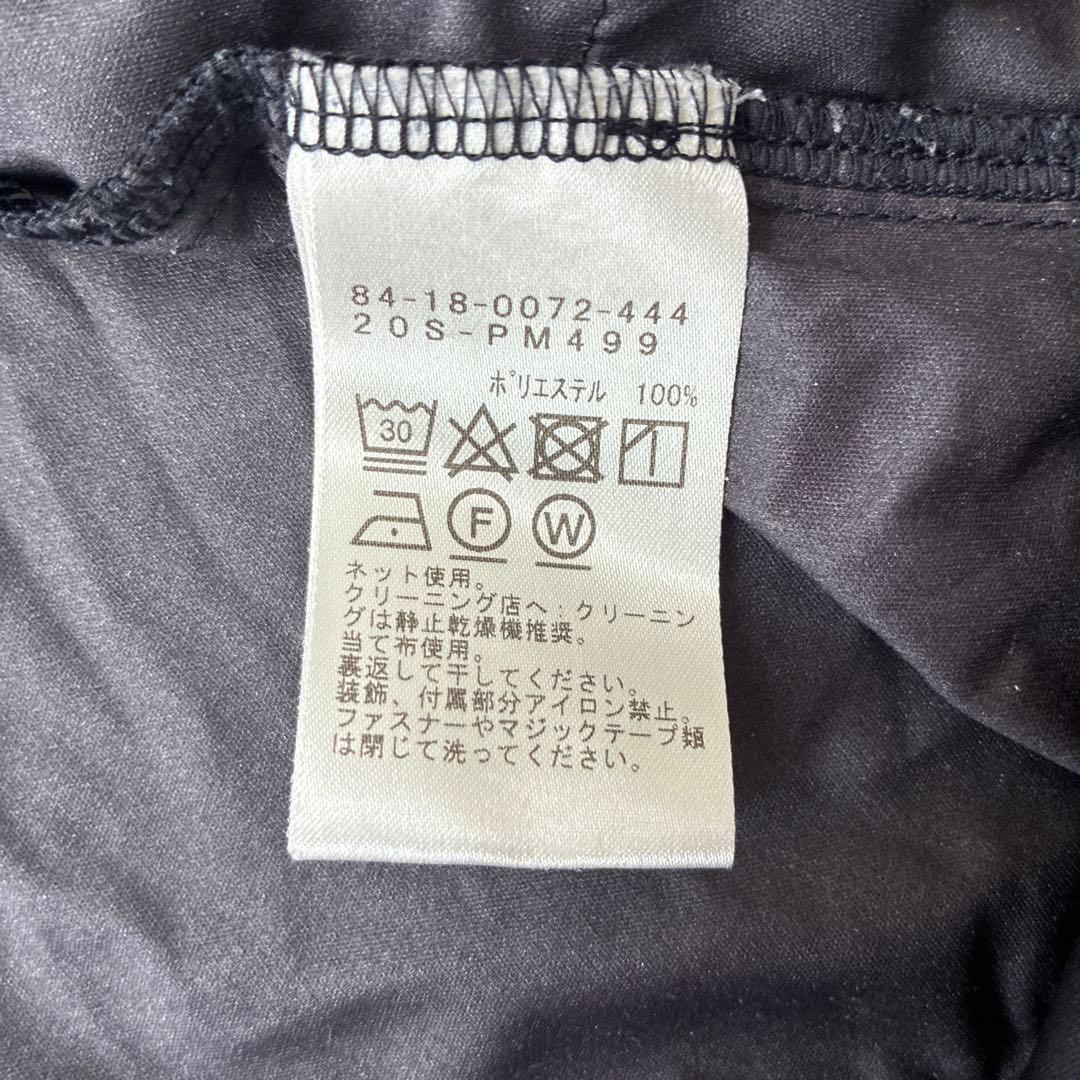 84-18-0072-444
20S-PM499
ポリエステル 100%
30
F W
ネット使用。
クリーニング店へ:クリーニン
グは静止乾燥機推奨。
当て布使用。
裏返して干してください。
装飾、付属部分アイロン禁止。
ファスナーやマジックテープ類
は閉じて洗ってください。